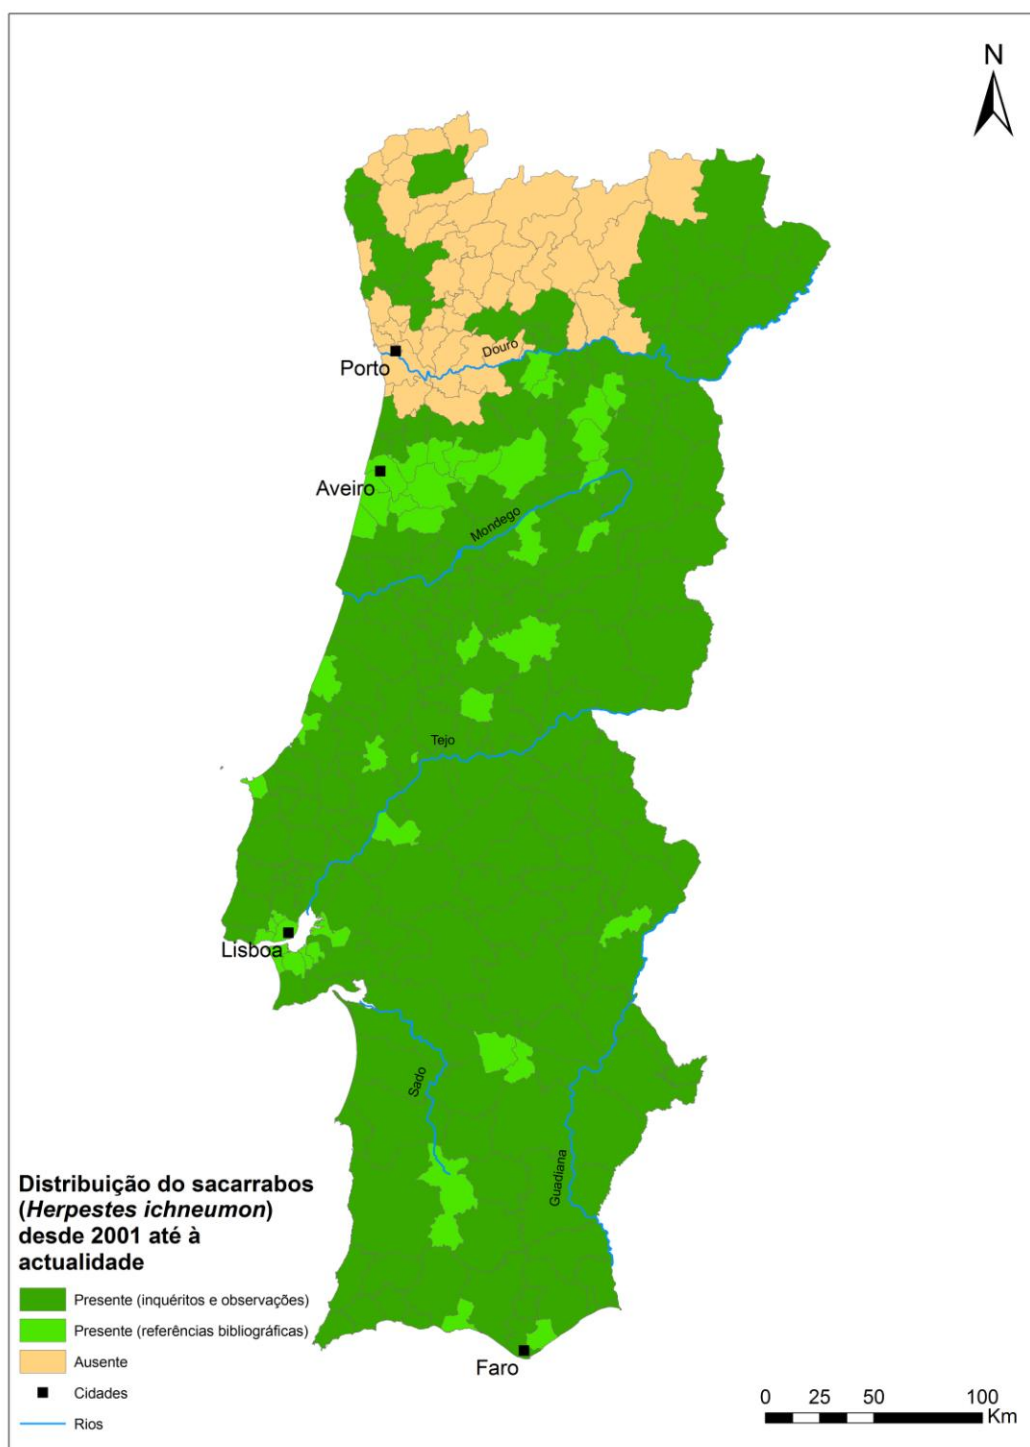 N
Douro
Porto
Aveiro
Mondego
Tejo
Lisboa
Sado
Guadiana
Distribuição do sacarrabos
(Herpestes ichneumon)
desde 2001 até à
actualidade
Presente (inquéritos e observações)
Presente (referências bibliográficas)
Ausente
Cidades
Rios
Faro
0 25 50 100
Km